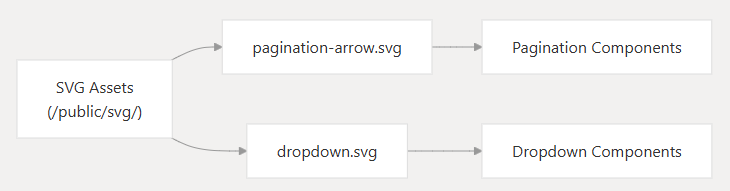 SVG Assets
(/public/svg/)
pagination-arrow.svg
Pagination Components
dropdown.svg
Dropdown Components